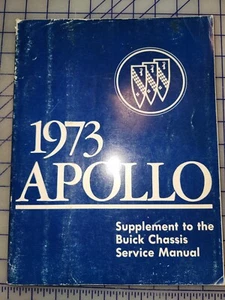 1973
APOLLO
Supplement to the
Buick Chassis
Service Manual